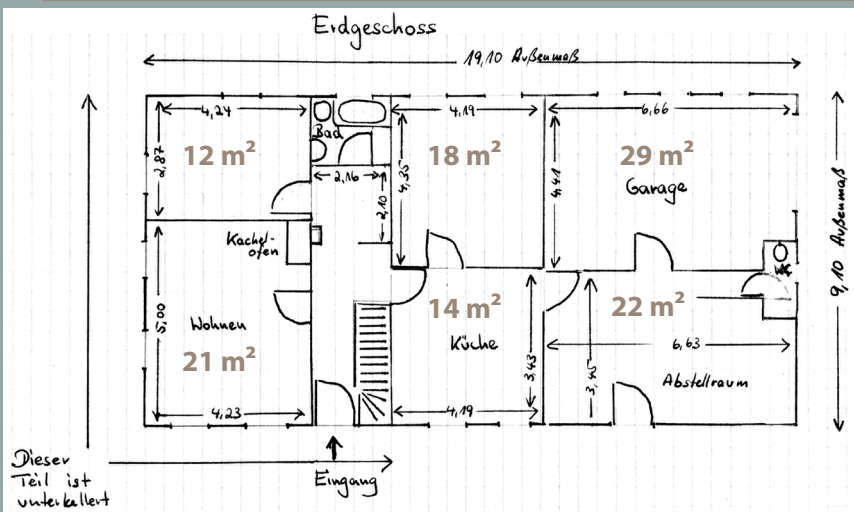 Erdgeschoss
19,10 Außenmaß
4,24
4,19
6,66
Bad
12 m²
18 m²
29 m²
Garage
2,87
2,16
2,10
4,35
4,41
9,10 Außenmaß
Kachel-
ofen
WC
14 m²
22 m²
Wohnen
Küche
5,00
21 m²
3,43
3,45
6,63
Abstellraum
4,23
4,19
Dieser
Teil ist
unterkellert
Eingang